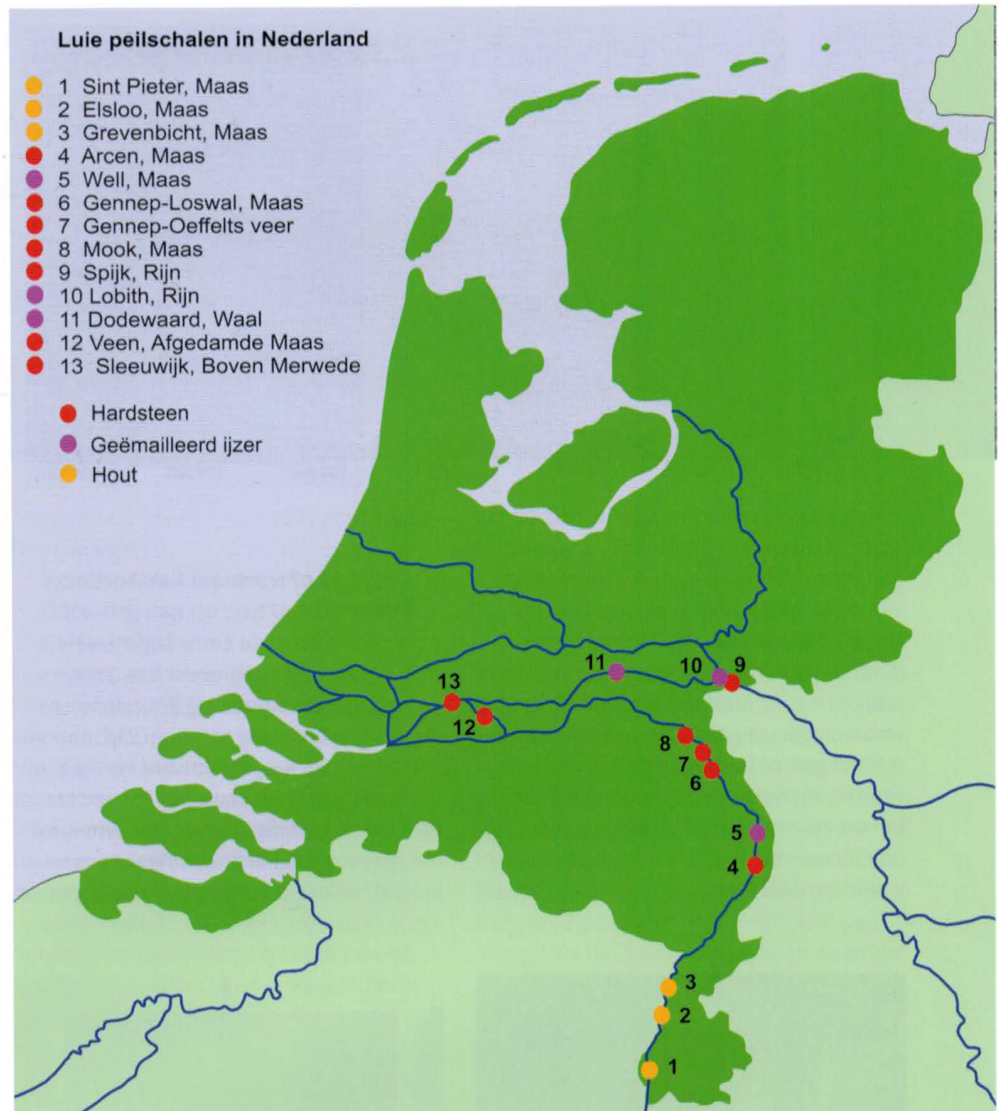 Luie peilschalen in Nederland
1 Sint Pieter, Maas
2 Elsloo, Maas
3 Grevenbicht, Maas
4 Arcen, Maas
5 Well, Maas
6 Gennep-Loswal, Maas
7 Gennep-Oeffelts veer
8 Mook, Maas
9 Spijk, Rijn
10 Lobith, Rijn
11 Dodewaard, Waal
12 Veen, Afgedamde Maas
13 Sleeuwijk, Boven Merwede
Hardsteen
Geëmailleerd ijzer
Hout
11
10
9
13
12
8
7
6
5
4
3
2
1